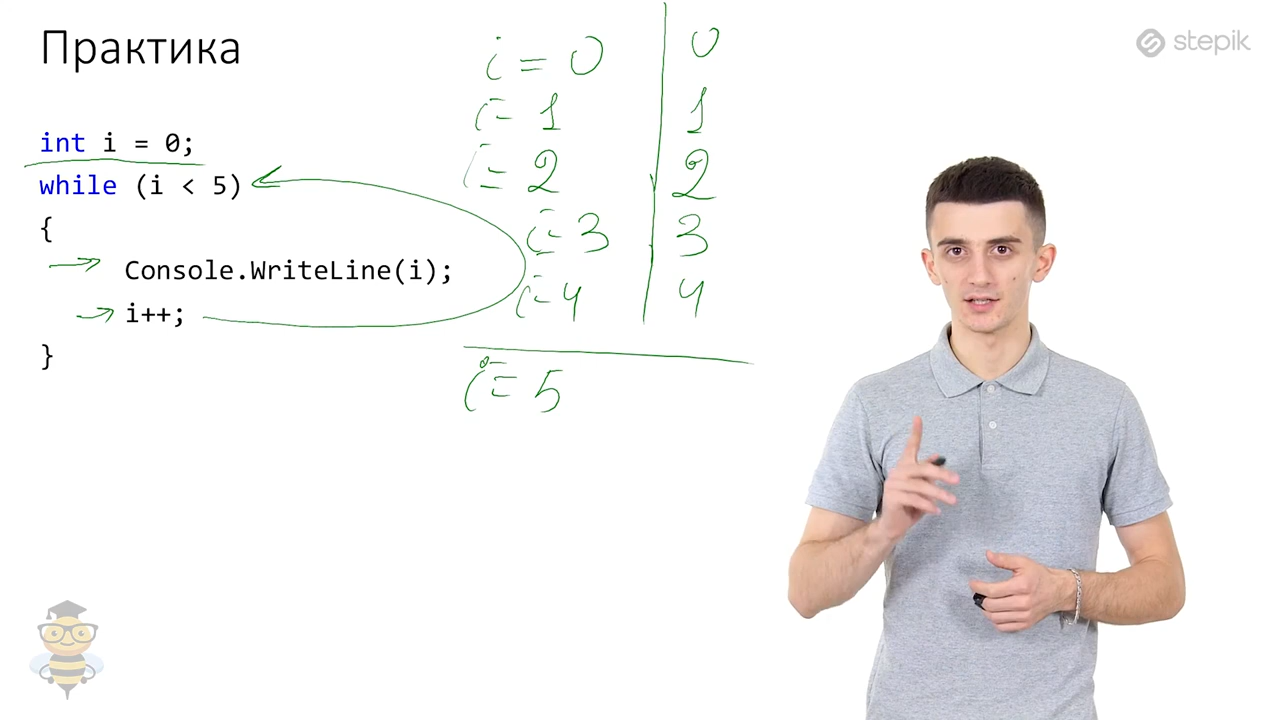 Практика
stepik
int i = 0;
while (i < 5)
{
Console.WriteLine(i);
i++;
}
i = 0 0
i = 1 1
i = 2 2
i = 3 3
i = 4 4
i = 5